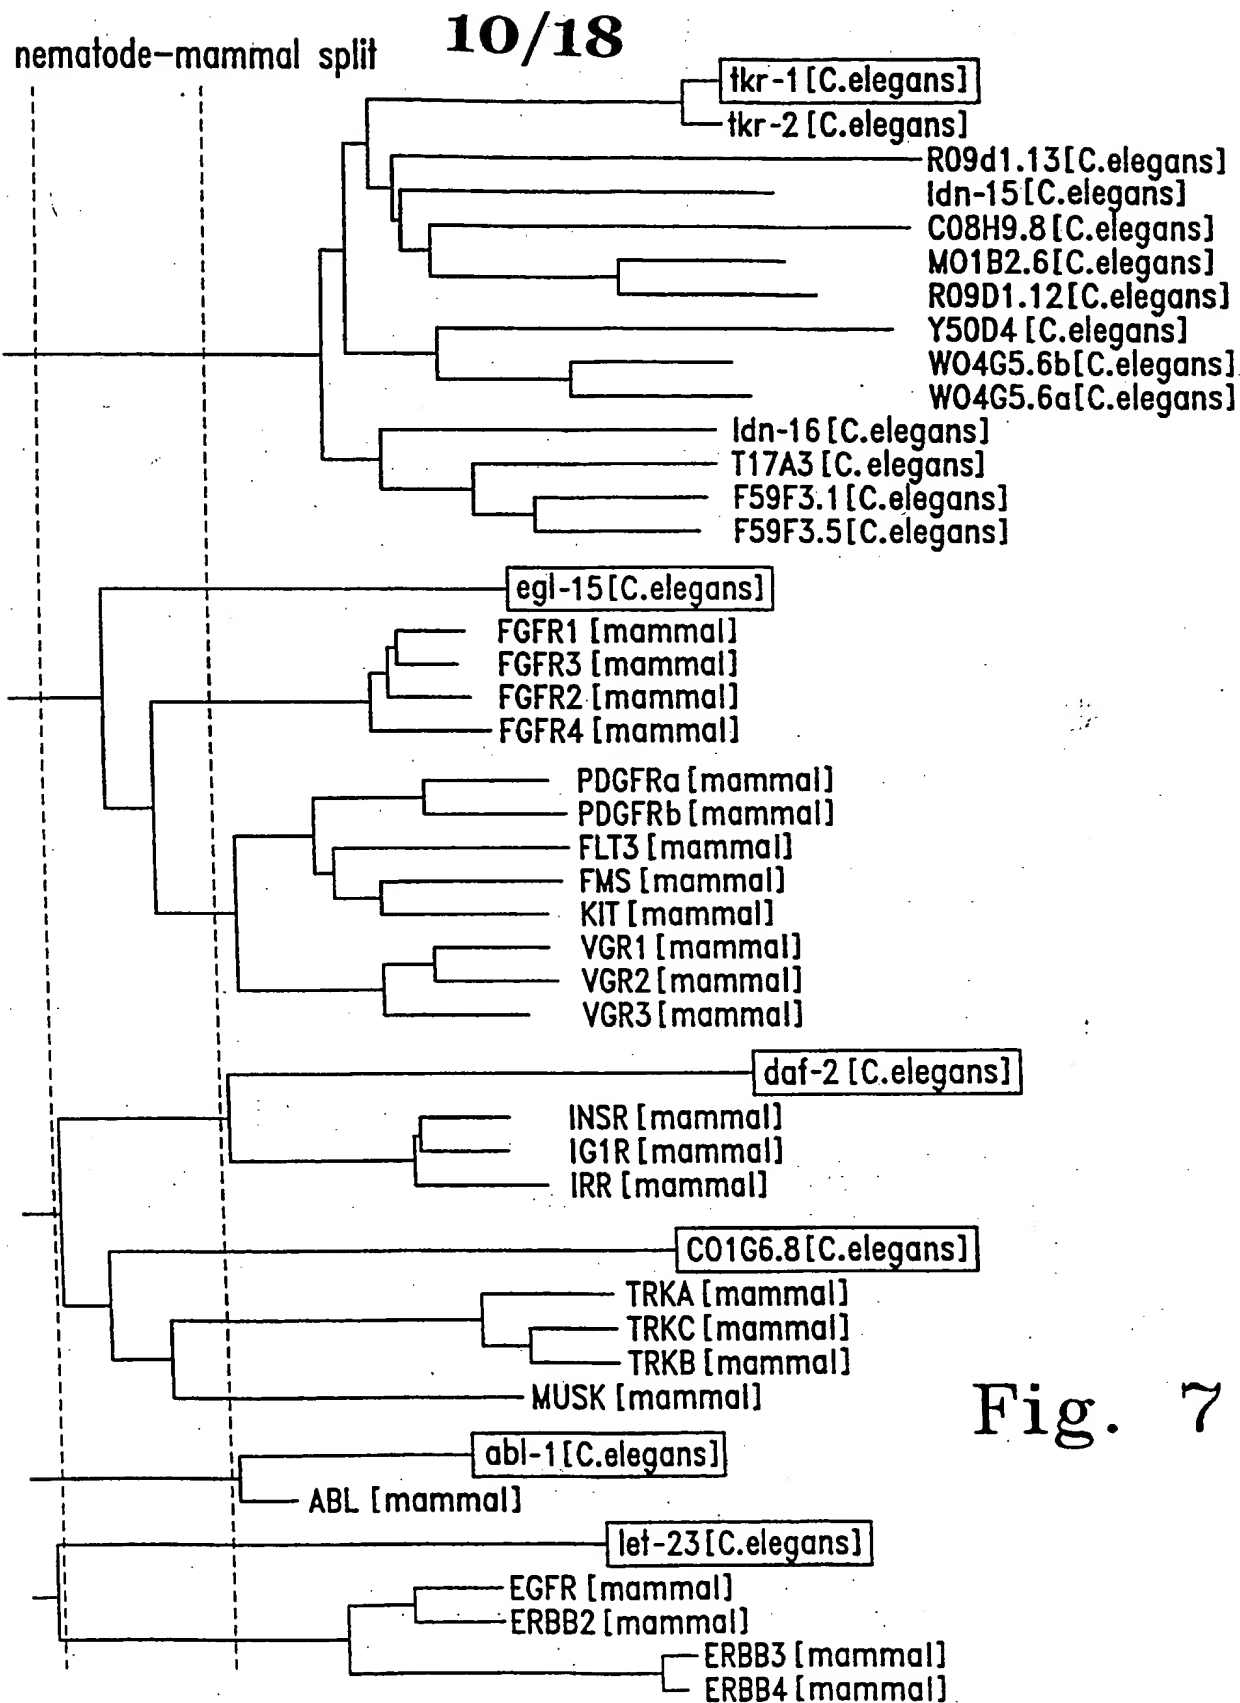 10/18
nematode-mammal split
tkr-1 [C.elegans]
tkr-2 [C.elegans]
R09d1.13 [C.elegans]
ldn-15 [C.elegans]
C08H9.8 [C.elegans]
M01B2.6 [C.elegans]
R09D1.12 [C.elegans]
Y50D4 [C.elegans]
W04G5.6b [C.elegans]
W04G5.6a [C.elegans]
ldn-16 [C.elegans]
T17A3 [C.elegans]
F59F3.1 [C.elegans]
F59F3.5 [C.elegans]
egl-15 [C.elegans]
FGFR1 [mammal]
FGFR3 [mammal]
FGFR2 [mammal]
FGFR4 [mammal]
PDGFRa [mammal]
PDGFRb [mammal]
FLT3 [mammal]
FMS [mammal]
KIT [mammal]
VGR1 [mammal]
VGR2 [mammal]
VGR3 [mammal]
daf-2 [C.elegans]
INSR [mammal]
IG1R [mammal]
IRR [mammal]
C01G6.8 [C.elegans]
TRKA [mammal]
TRKC [mammal]
TRKB [mammal]
MUSK [mammal]
Fig. 7
abl-1 [C.elegans]
ABL [mammal]
let-23 [C.elegans]
EGFR [mammal]
ERBB2 [mammal]
ERBB3 [mammal]
ERBB4 [mammal]